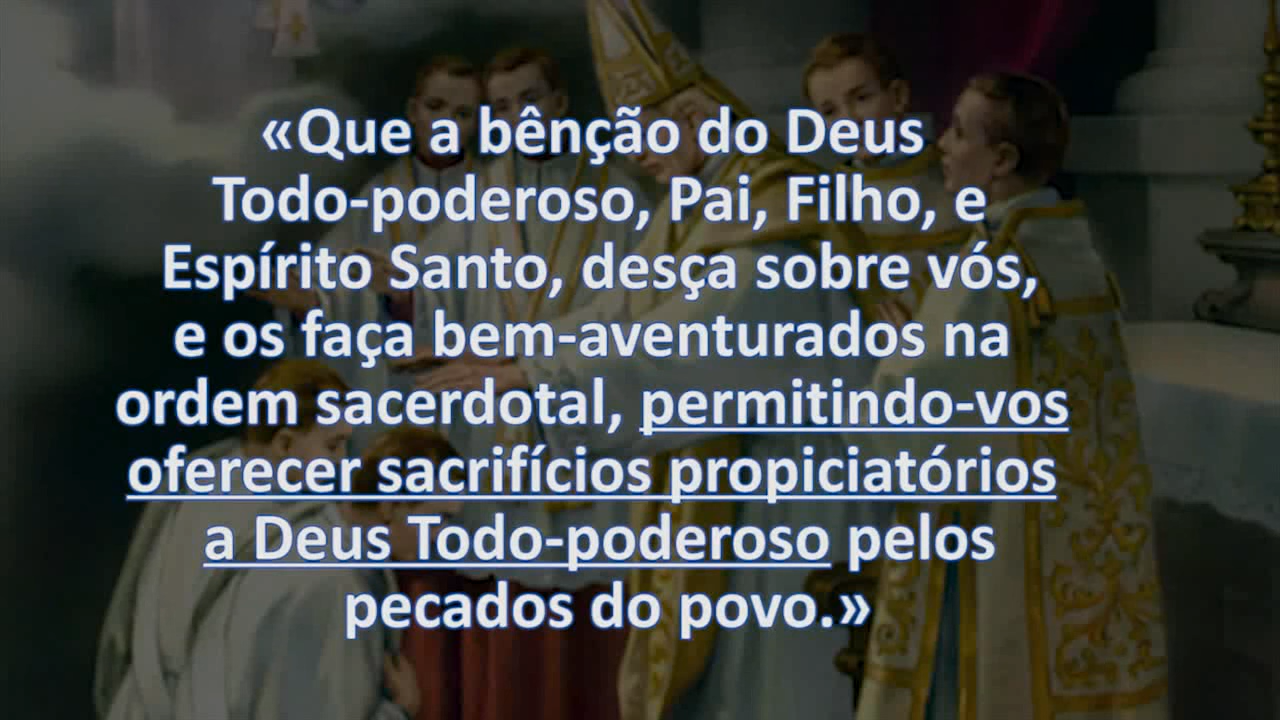 «Que a bênção do Deus
Todo-poderoso, Pai, Filho, e
Espírito Santo, desça sobre vós,
e os faça bem-aventurados na
ordem sacerdotal, permitindo-vos
oferecer sacrifícios propiciatórios
a Deus Todo-poderoso pelos
pecados do povo.»